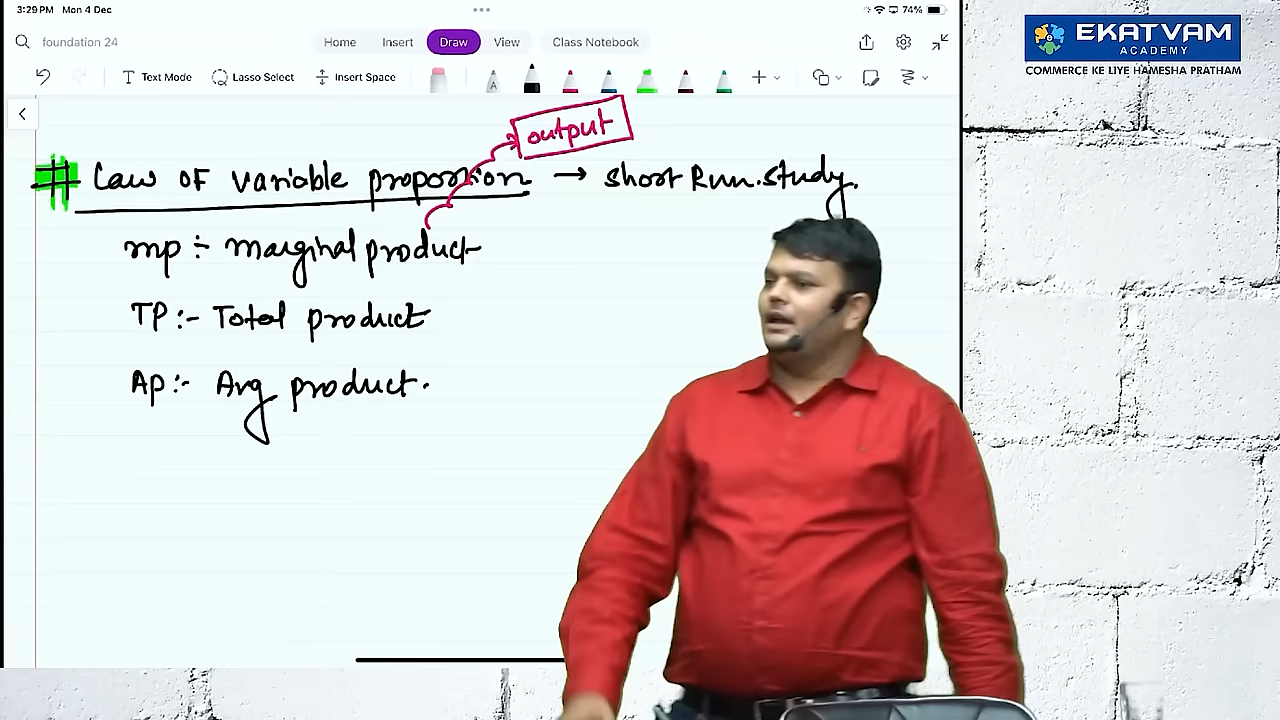 3:29 PM Mon 4 Dec
74%
foundation 24
Home Insert Draw View Class Notebook
Text Mode Lasso Select Insert Space
output
# Law OF variable proportion → short Run.study.
mp :- marginal product
TP :- Total product
AP :- Avg product.
EKATVAM
ACADEMY
COMMERCE KE LIYE HAMESHA PRATHAM